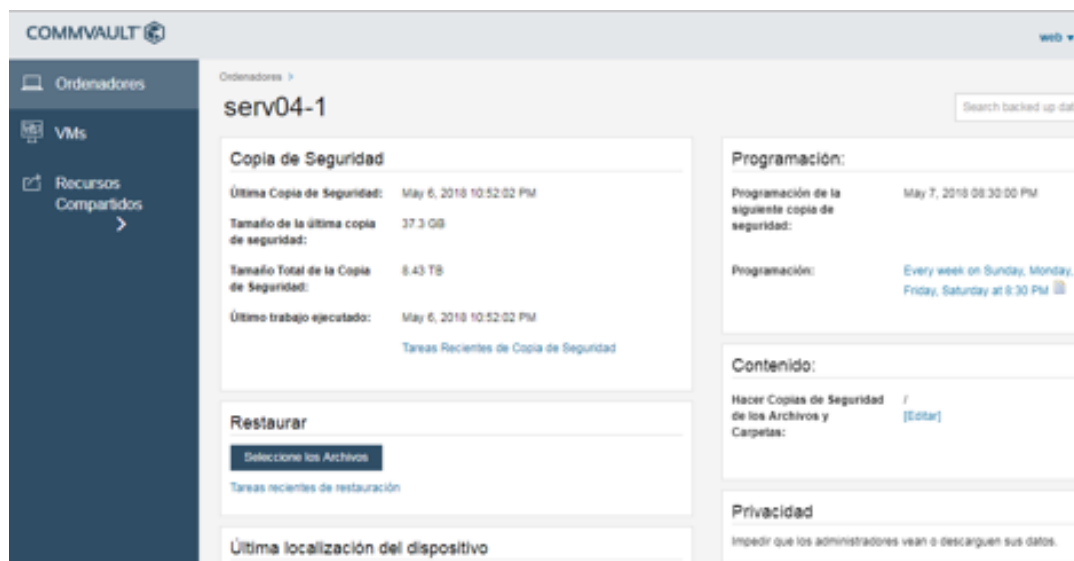 COMMVAULT
web
Ordenadores
VMs
Recursos
Compartidos
Ordenadores >
serv04-1
Search backed up dat
Copia de Seguridad
Última Copia de Seguridad: May 6, 2018 10:52:02 PM
Tamaño de la última copia 37.3 GB
de seguridad:
Tamaño Total de la Copia 8.43 TB
de Seguridad:
Último trabajo ejecutado: May 6, 2018 10:52:02 PM
Tareas Recientes de Copia de Seguridad
Restaurar
Seleccione los Archivos
Tareas recientes de restauración
Última localización del dispositivo
Programación:
Programación de la May 7, 2018 08:30:00 PM
siguiente copia de
seguridad:
Programación: Every week on Sunday, Monday,
Friday, Saturday at 8:30 PM
Contenido:
Hacer Copias de Seguridad /
de los Archivos y [Editar]
Carpetas:
Privacidad
Impedir que los administradores vean o descarguen sus datos.